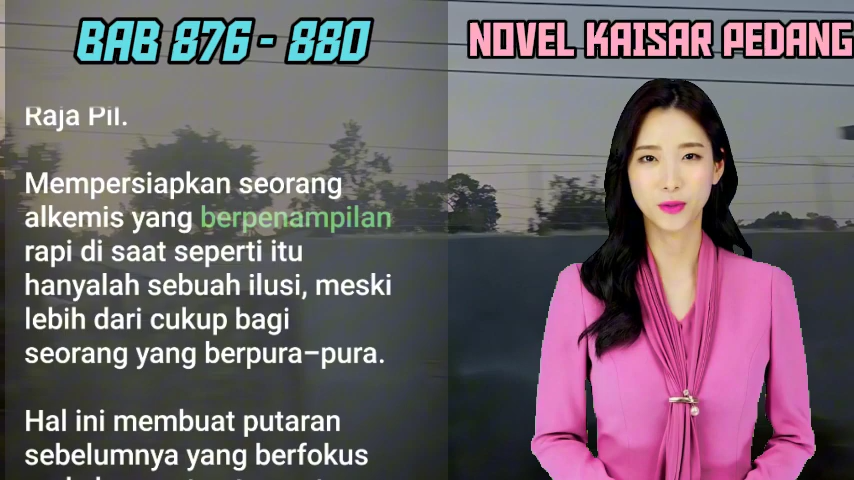 BAB 876 - 880
NOVEL KAISAR PEDANG
Raja Pil.
Mempersiapkan seorang
alkemis yang berpenampilan
rapi di saat seperti itu
hanyalah sebuah ilusi, meski
lebih dari cukup bagi
seorang yang berpura-pura.
Hal ini membuat putaran
sebelumnya yang berfokus